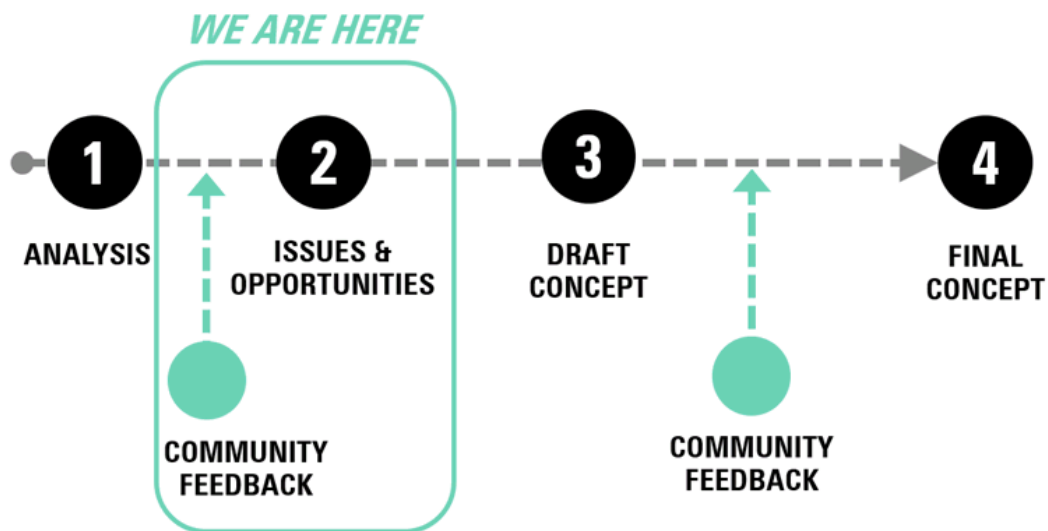 WE ARE HERE
1
2
3
4
ANALYSIS
ISSUES &
OPPORTUNITIES
DRAFT
CONCEPT
FINAL
CONCEPT
COMMUNITY
FEEDBACK
COMMUNITY
FEEDBACK